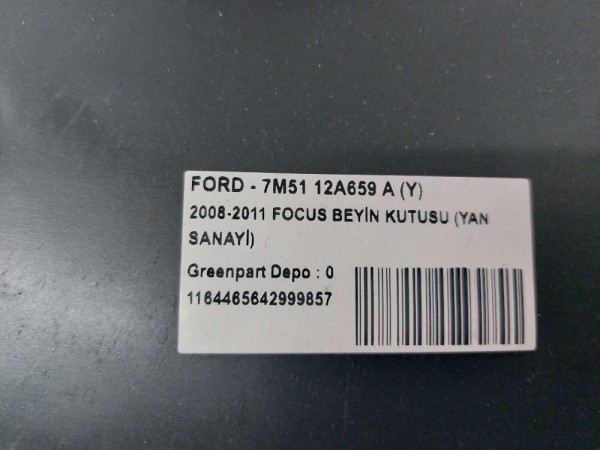 FORD - 7M51 12A659 A (Y)
2008-2011 FOCUS BEYİN KUTUSU (YAN
SANAYİ)
Greenpart Depo : 0
1164465642999857